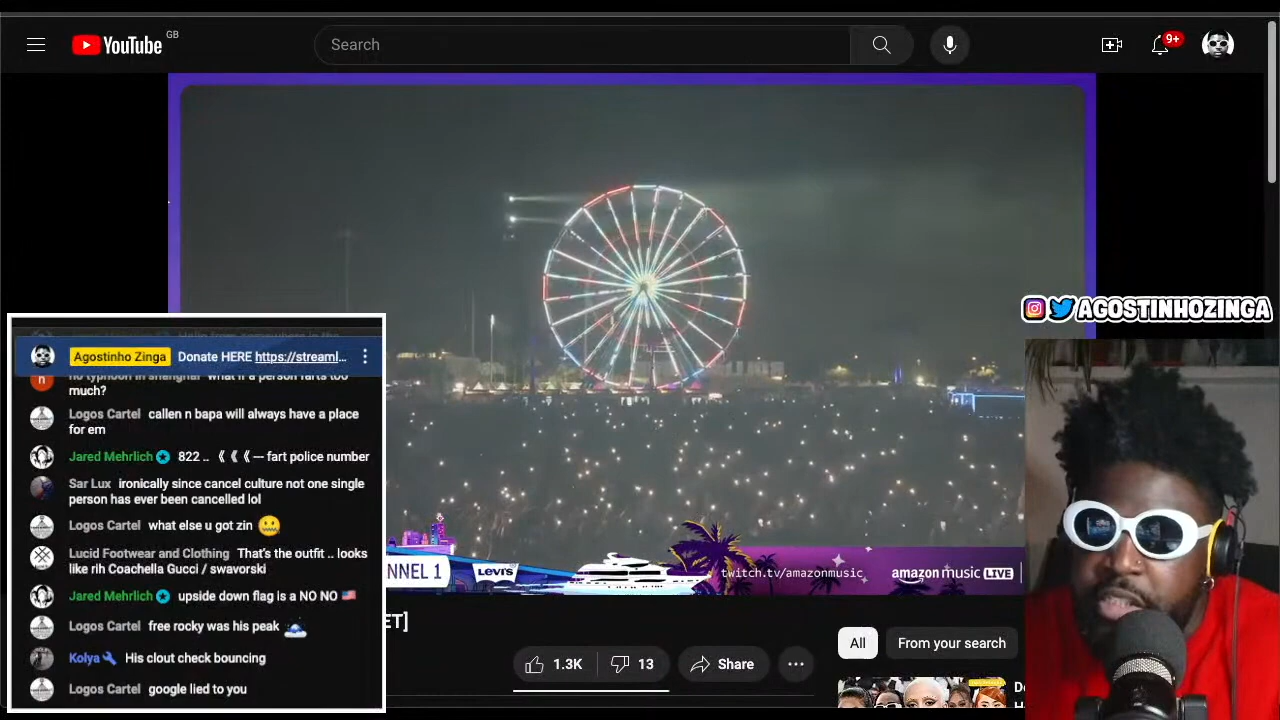 YouTube GB
Search
9+
AGOSTINHOZINGA
Agostinho Zinga Donate HERE https://streaml...
no typhoon in shanghai what if a person farts too
much?
Logos Cartel callen n bapa will always have a place
for em
Jared Mehrlich 822 .. 《《《--- fart police number
Sar Lux ironically since cancel culture not one single
person has ever been cancelled lol
Logos Cartel what else u got zin 🤐
Lucid Footwear and Clothing That's the outfit .. looks
like rih Coachella Gucci / swavorski
Jared Mehrlich upside down flag is a NO NO 🇺🇸
Logos Cartel free rocky was his peak
Kolya His clout check bouncing
Logos Cartel google lied to you
NNEL 1
LEVI'S
twitch.tv/amazonmusic
amazon music LIVE
ET]
1.3K
13
Share
All
From your search